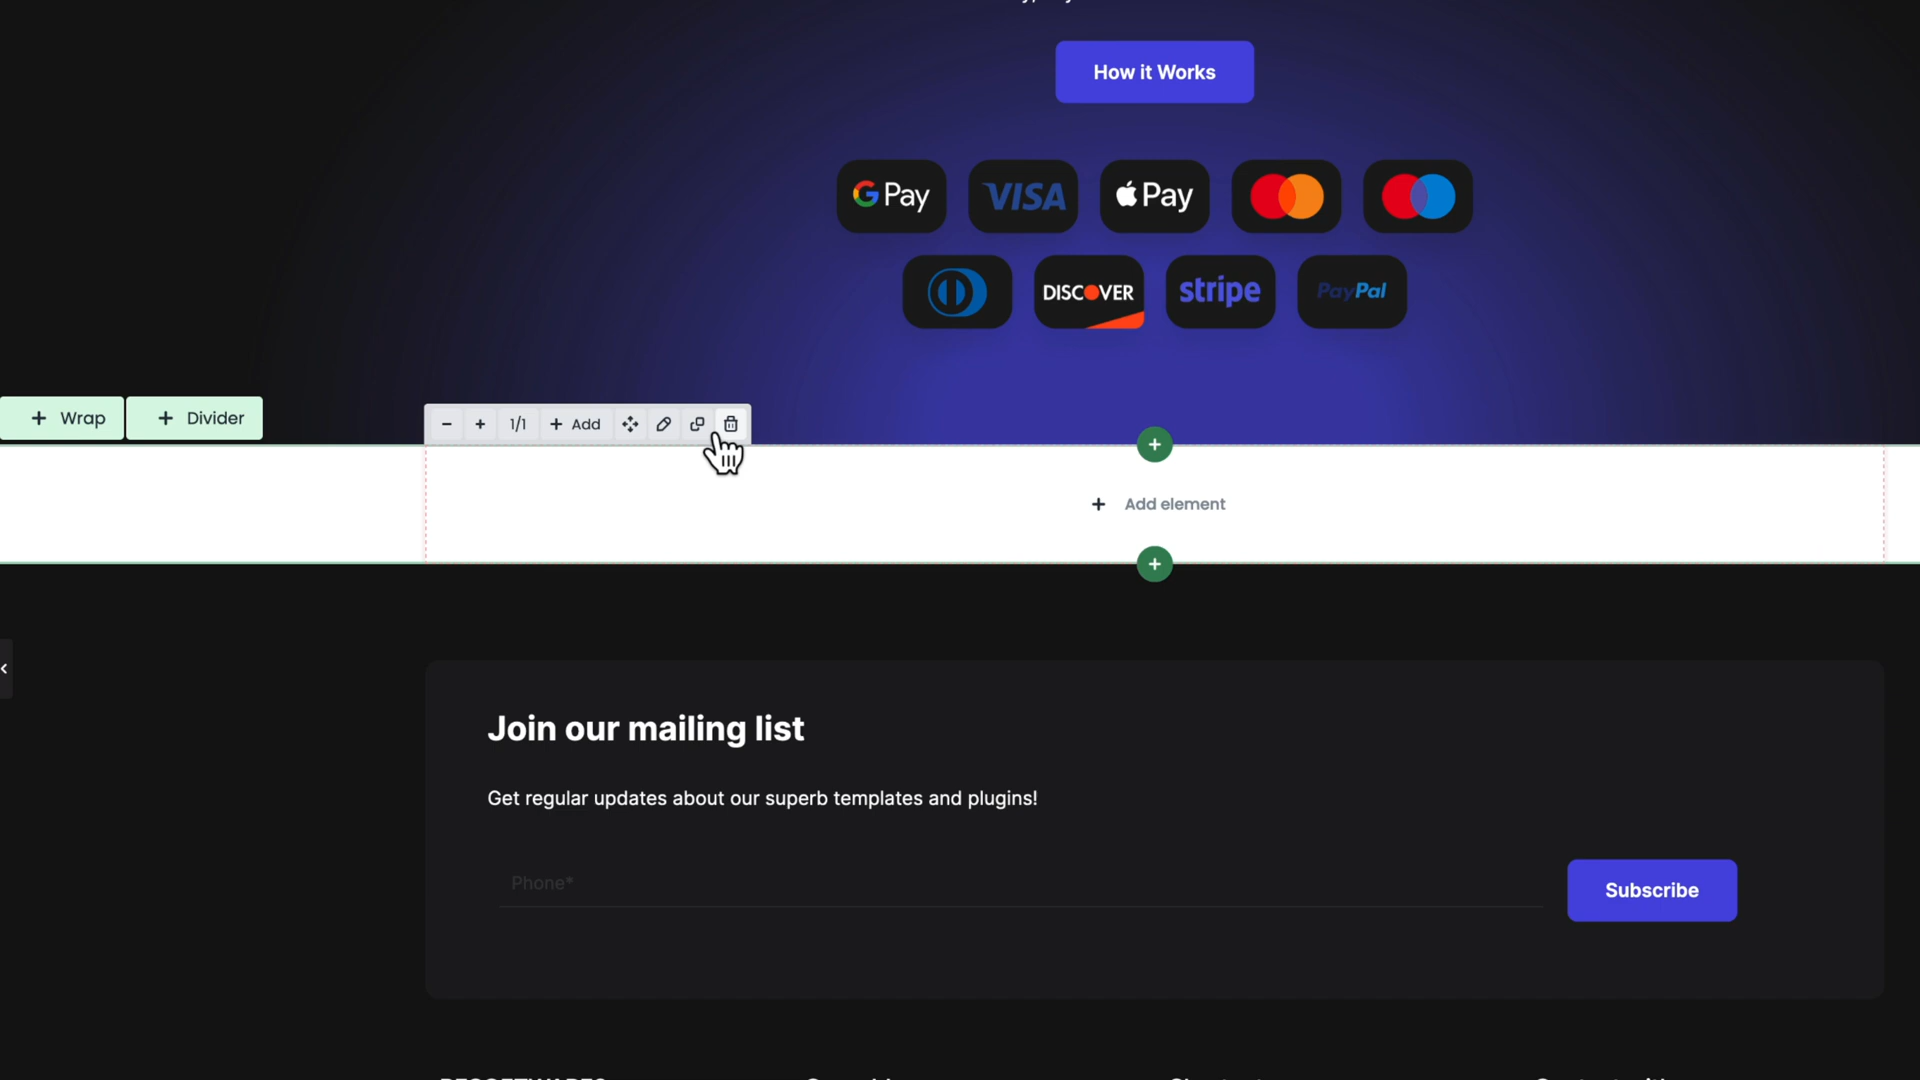 How it Works
G Pay VISA Pay
DISCOVER stripe PayPal
+ Wrap + Divider
− + 1/1 + Add
+ Add element
Join our mailing list
Get regular updates about our superb templates and plugins!
Phone*
Subscribe